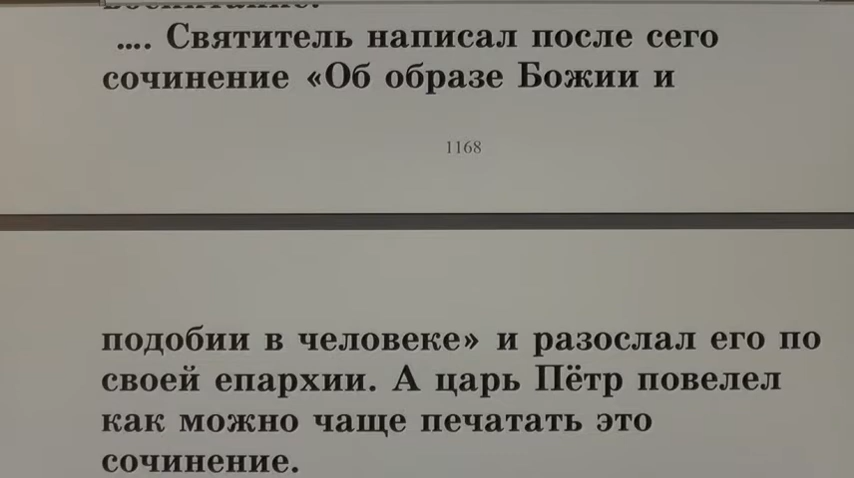 .... Святитель написал после сего
сочинение «Об образе Божии и
1168
подобии в человеке» и разослал его по
своей епархии. А царь Пётр повелел
как можно чаще печатать это
сочинение.